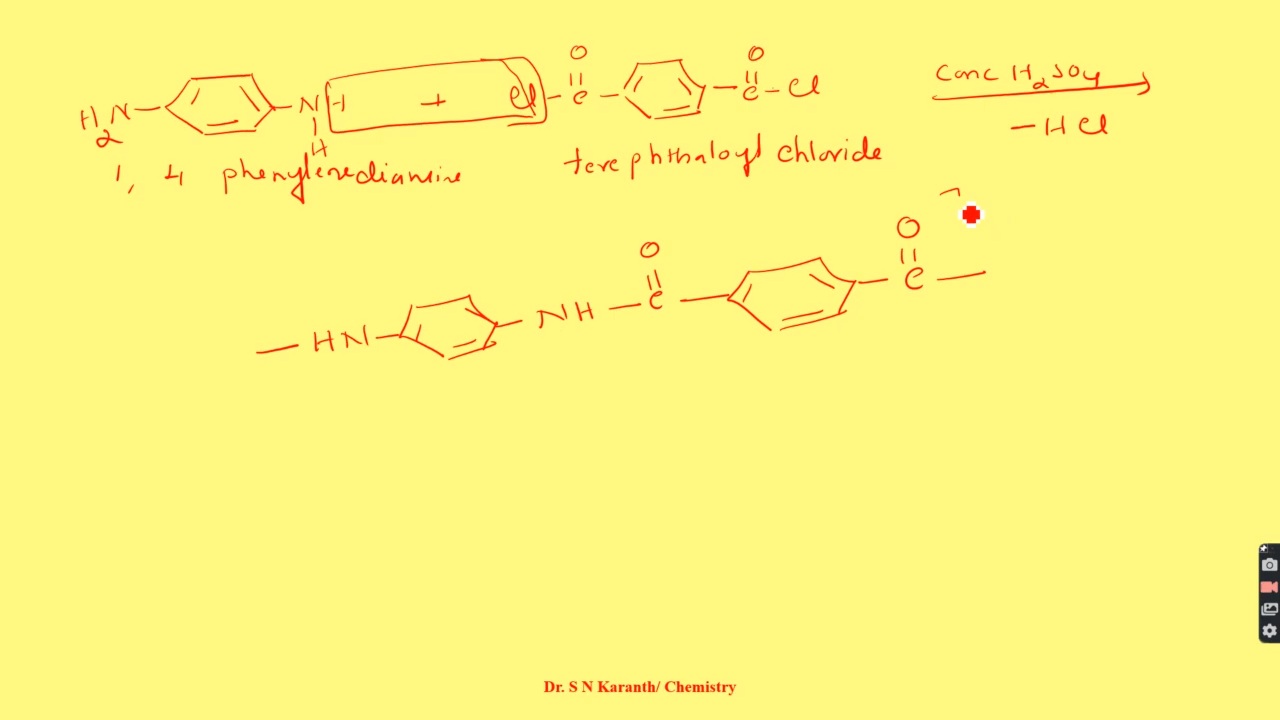 O O
H₂N NH + Cl - C C - Cl conc H₂SO₄
H - HCl
1, 4 phenylenediamine terephthaloyl chloride
O O
- HN NH - C C -
Dr. S N Karanth/ Chemistry